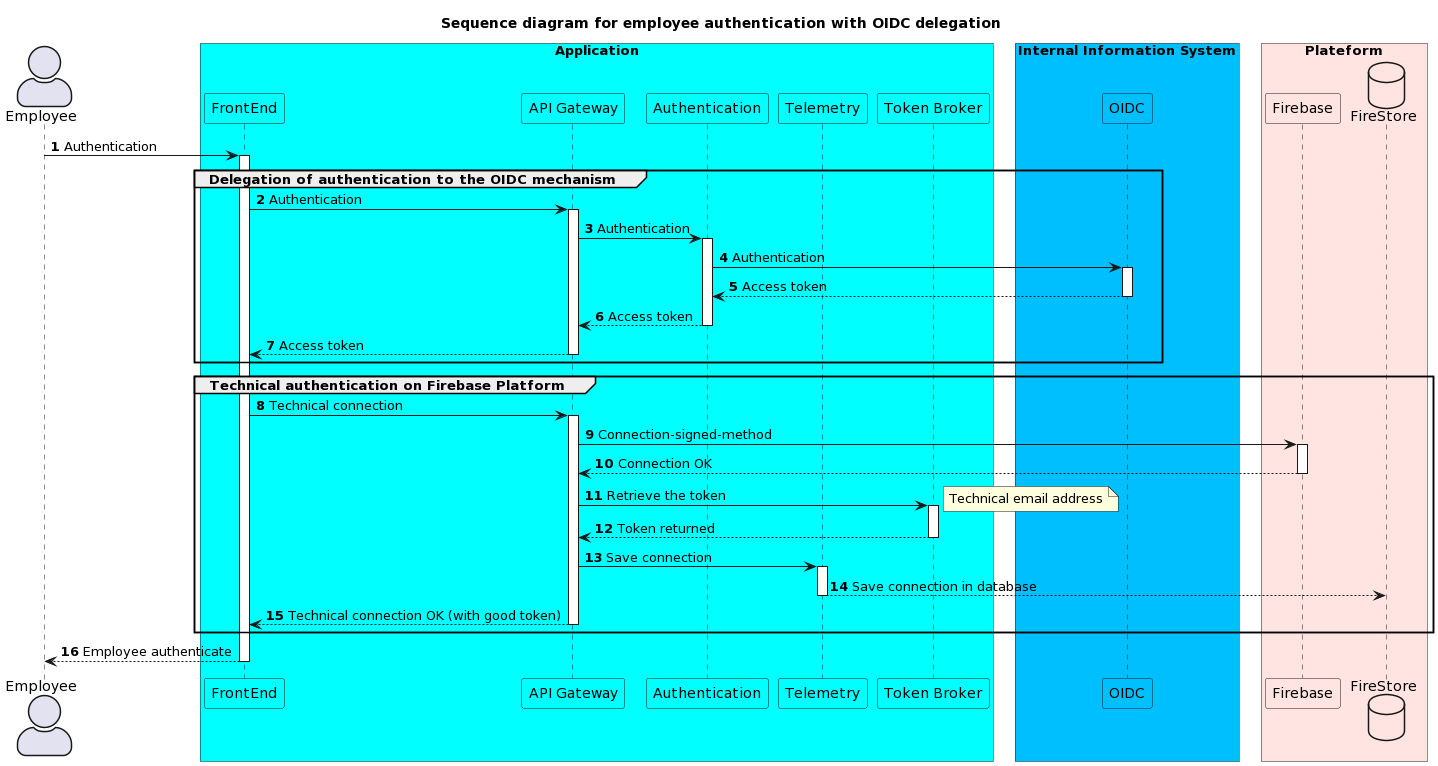 Sequence diagram for employee authentication with OIDC delegation
Application
Internal Information System
Plateform
Employee
FrontEnd
API Gateway
Authentication
Telemetry
Token Broker
OIDC
Firebase
FireStore
1 Authentication
Delegation of authentication to the OIDC mechanism
2 Authentication
3 Authentication
4 Authentication
5 Access token
6 Access token
7 Access token
Technical authentication on Firebase Platform
8 Technical connection
9 Connection-signed-method
10 Connection OK
11 Retrieve the token
Technical email address
12 Token returned
13 Save connection
14 Save connection in database
15 Technical connection OK (with good token)
16 Employee authenticate
Employee
FrontEnd
API Gateway
Authentication
Telemetry
Token Broker
OIDC
Firebase
FireStore